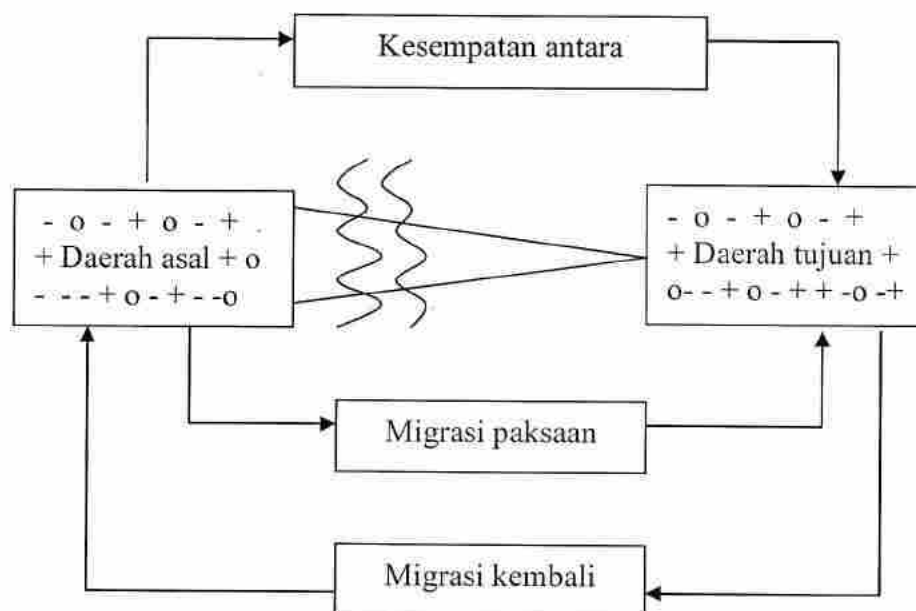 Kesempatan antara
- o - + o - +
+ Daerah asal + o
- - - + o - + - -o
- o - + o - +
+ Daerah tujuan +
o- - + o - + + -o -+
Migrasi paksaan
Migrasi kembali